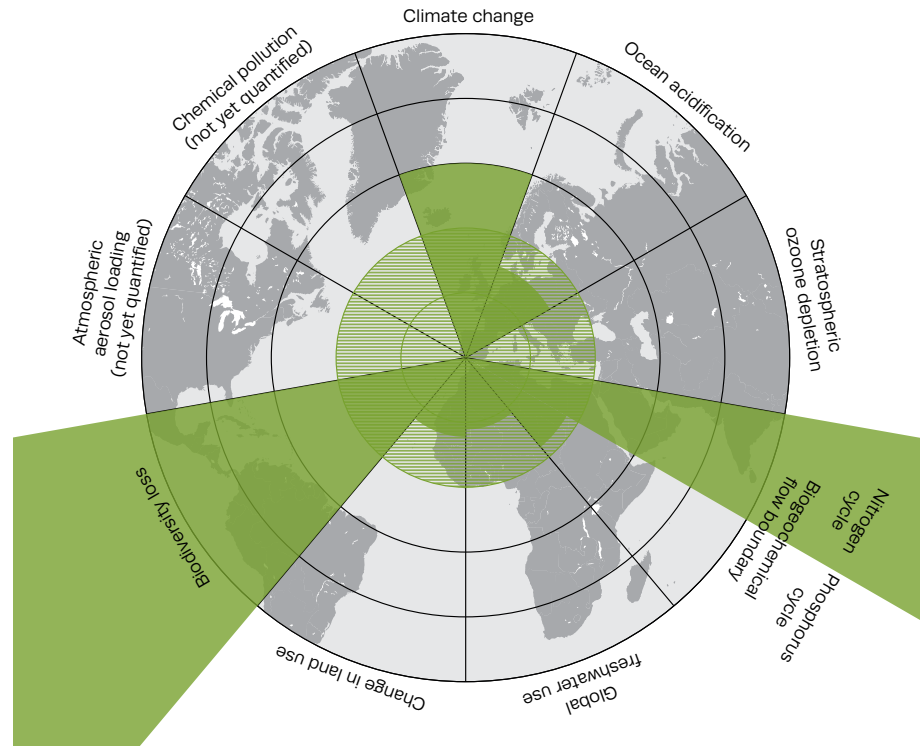 Climate change
Ocean acidification
Stratospheric
ozoone depletion
Nitrogen
cycle
Biogeochemical
flow boundary
Phosphorus
cycle
Global
freshwater use
Change in land use
Biodiversity loss
Atmospheric
aerosol loading
(not yet quantified)
Chemical pollution
(not yet quantified)